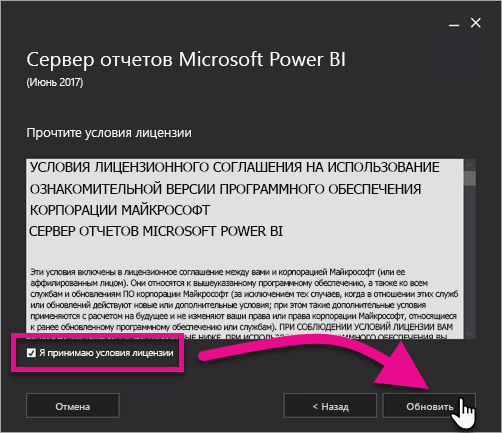 Сервер отчетов Microsoft Power BI
(Июнь 2017)
Прочтите условия лицензии
УСЛОВИЯ ЛИЦЕНЗИОННОГО СОГЛАШЕНИЯ НА ИСПОЛЬЗОВАНИЕ
ОЗНАКОМИТЕЛЬНОЙ ВЕРСИИ ПРОГРАММНОГО ОБЕСПЕЧЕНИЯ
КОРПОРАЦИИ МАЙКРОСОФТ
СЕРВЕР ОТЧЕТОВ MICROSOFT POWER BI
Эти условия включены в лицензионное соглашение между вами и корпорацией Майкрософт (или ее
аффилированным лицом). Они относятся к вышеуказанному программному обеспечению, а также ко всем
службам и обновлениям ПО корпорации Майкрософт (за исключением тех случаев, когда в отношении этих служб
или обновлений действуют новые или дополнительные условия; при этом такие дополнительные условия
применяются с расчетом на будущее и не изменяют ваши права или права корпорации Майкрософт, относящиеся
к ранее обновленному программному обеспечению или службам). ПРИ СОБЛЮДЕНИИ УСЛОВИЙ ЛИЦЕНЗИИ ВАМ
НИЖЕ. ПРИ ОБЕСПЕЧЕНИЯ ВЫ
Я принимаю условия лицензии
Отмена
< Назад
Обновить